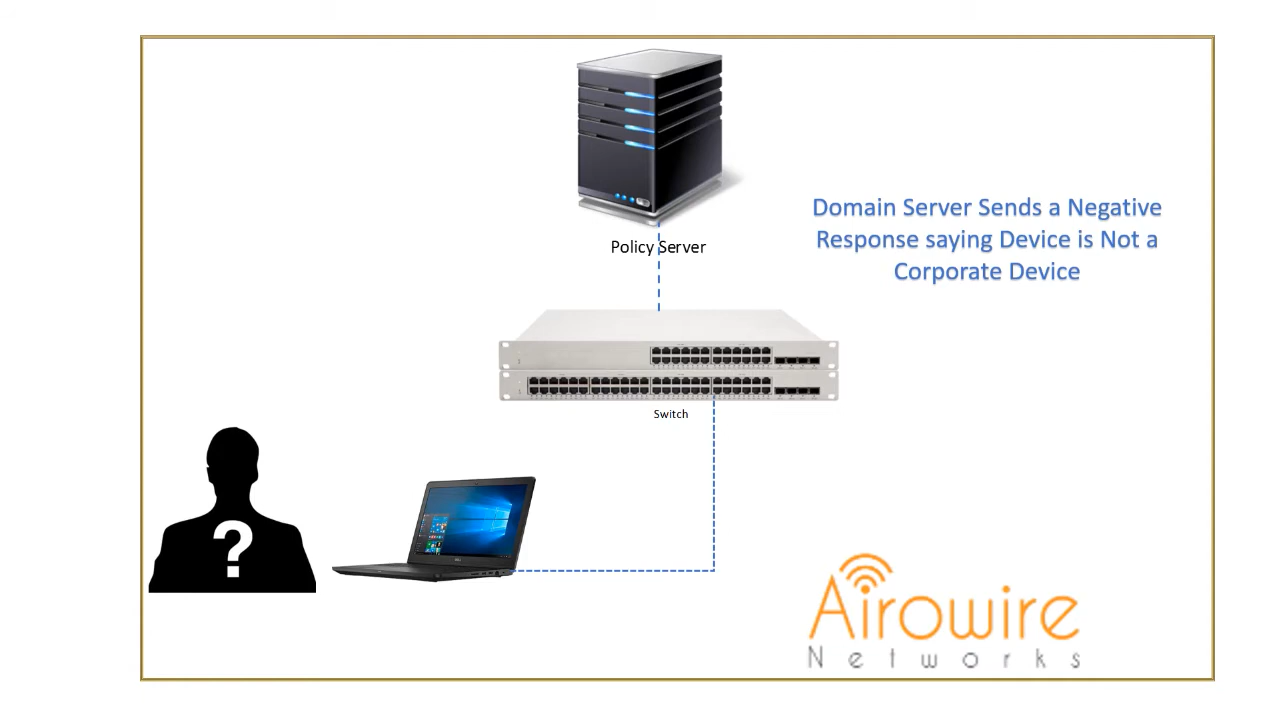 Domain Server Sends a Negative
Response saying Device is Not a
Corporate Device
Policy Server
Switch
?
Airowire
Networks